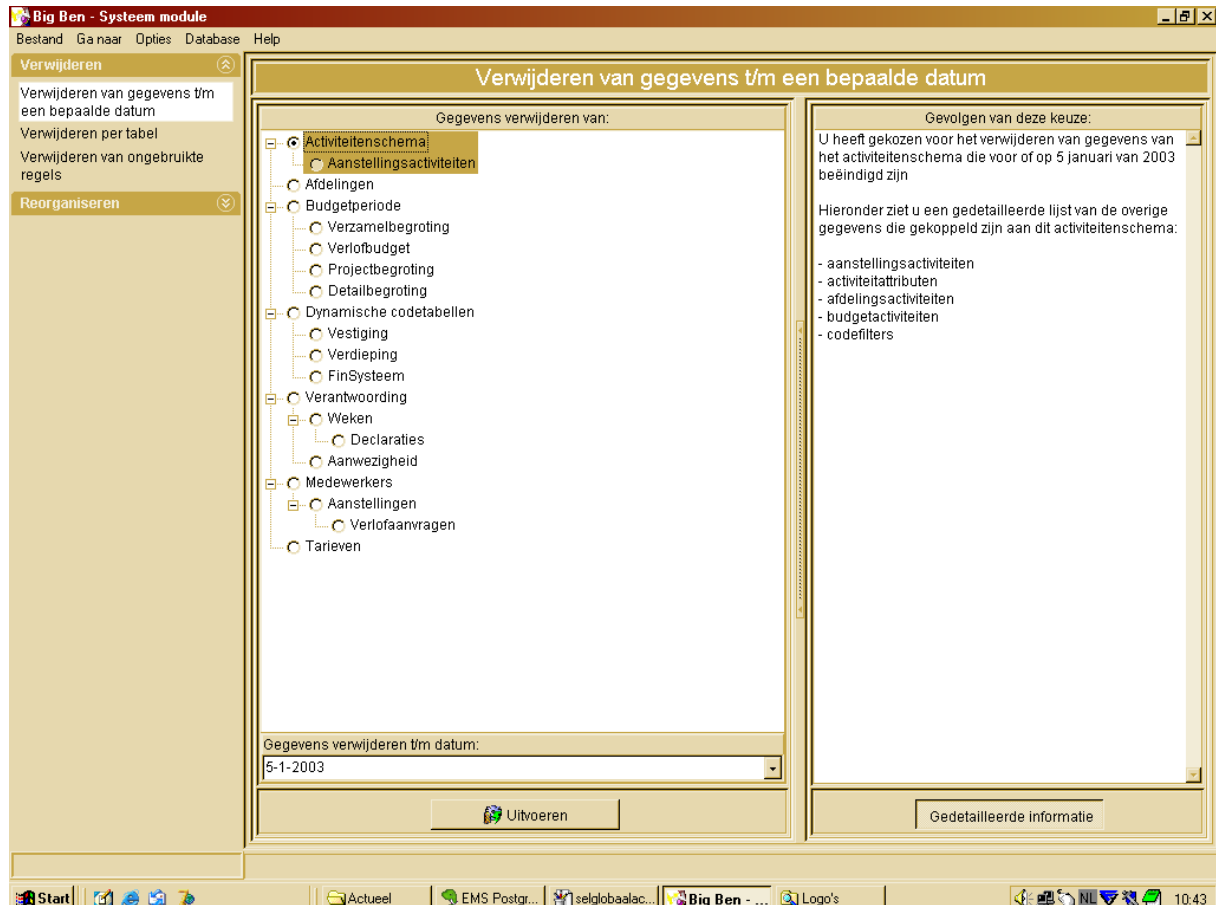 Big Ben - Systeem module
Bestand Ga naar Opties Database Help
Verwijderen
Verwijderen van gegevens t/m
een bepaalde datum
Verwijderen per tabel
Verwijderen van ongebruikte
regels
Reorganiseren
Verwijderen van gegevens t/m een bepaalde datum
Gegevens verwijderen van:
Activiteitenschema
Aanstellingsactiviteiten
Afdelingen
Budgetperiode
Verzamelbegroting
Verlofbudget
Projectbegroting
Detailbegroting
Dynamische codetabellen
Vestiging
Verdieping
FinSysteem
Verantwoording
Weken
Declaraties
Aanwezigheid
Medewerkers
Aanstellingen
Verlofaanvragen
Tarieven
Gegevens verwijderen t/m datum:
5-1-2003
Uitvoeren
Gevolgen van deze keuze:
U heeft gekozen voor het verwijderen van gegevens van
het activiteitenschema die voor of op 5 januari van 2003
beëindigd zijn
Hieronder ziet u een gedetailleerde lijst van de overige
gegevens die gekoppeld zijn aan dit activiteitenschema:
- aanstellingsactiviteiten
- activiteitattributen
- afdelingsactiviteiten
- budgetactiviteiten
- codefilters
Gedetailleerde informatie
Start Actueel EMS Postgr... selglobaalac... Big Ben - ... Logo's NL 10:43